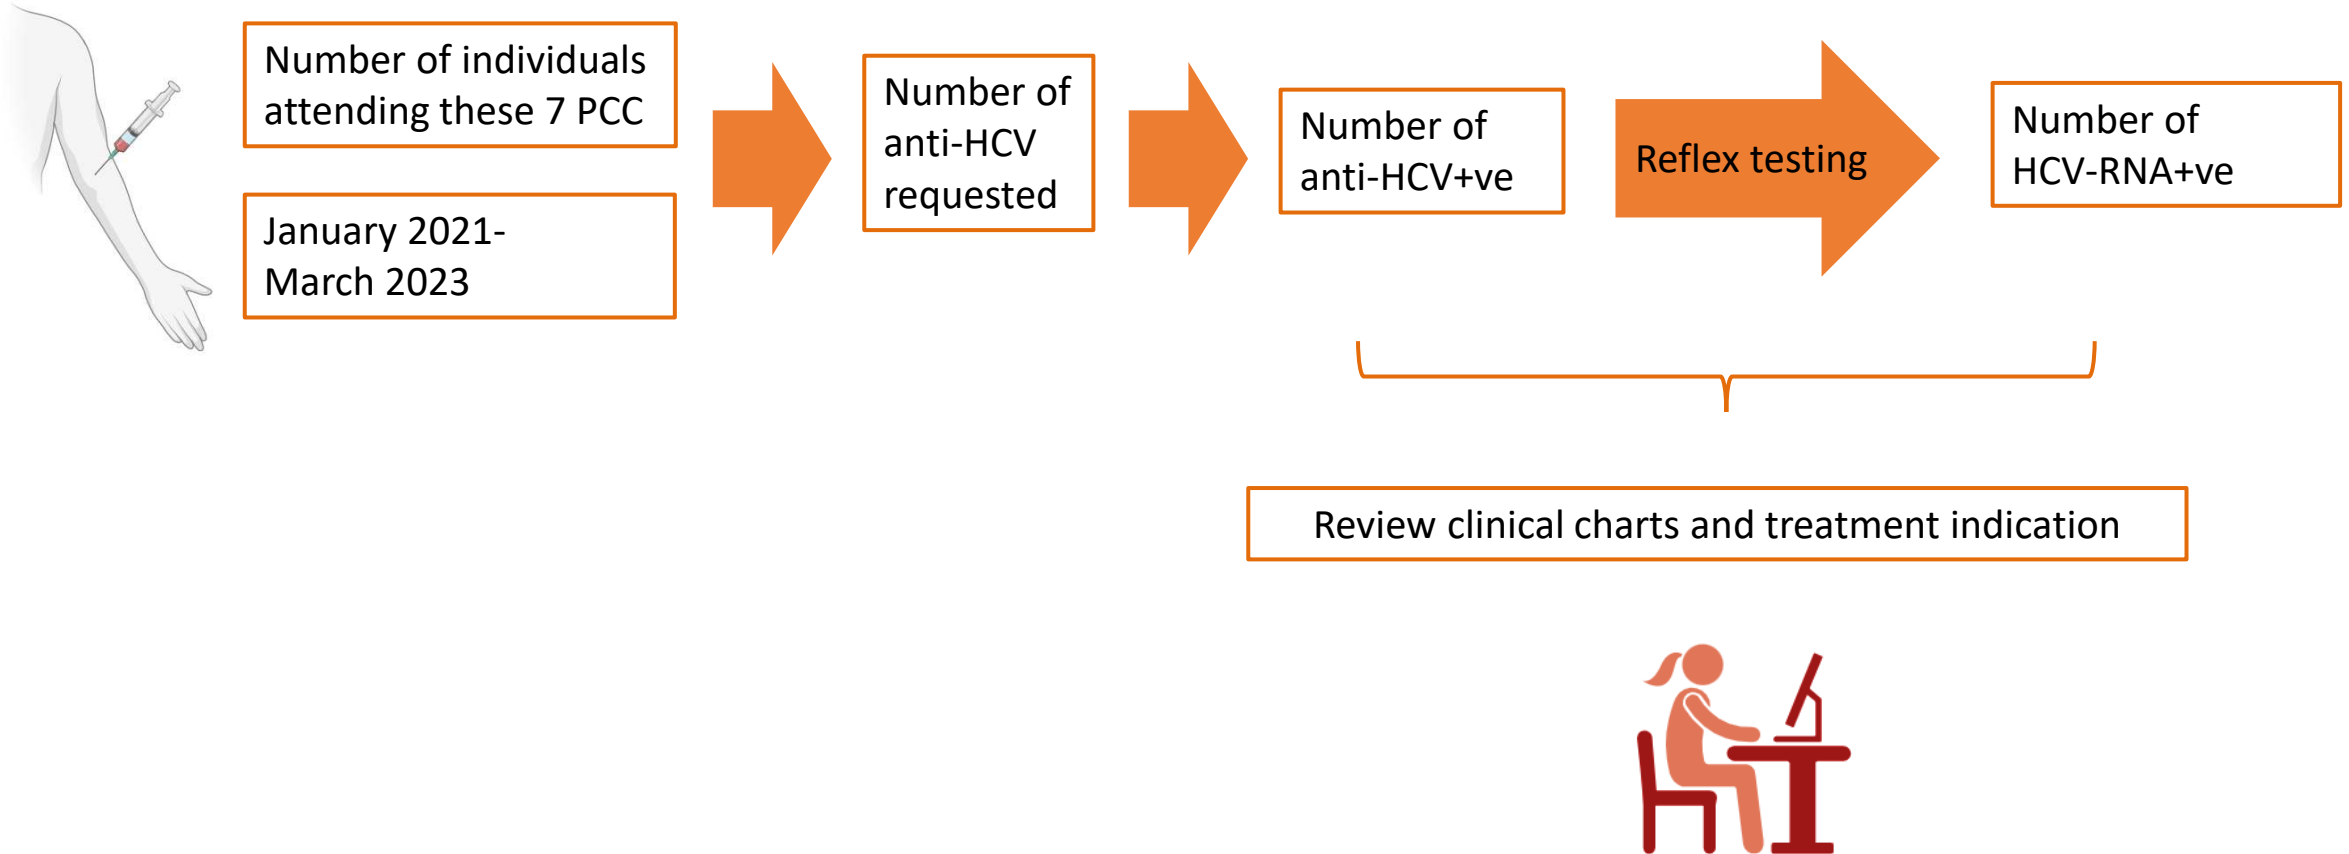 Number of individuals
attending these 7 PCC
January 2021-
March 2023
Number of
anti-HCV
requested
Number of
anti-HCV+ve
Reflex testing
Number of
HCV-RNA+ve
Review clinical charts and treatment indication